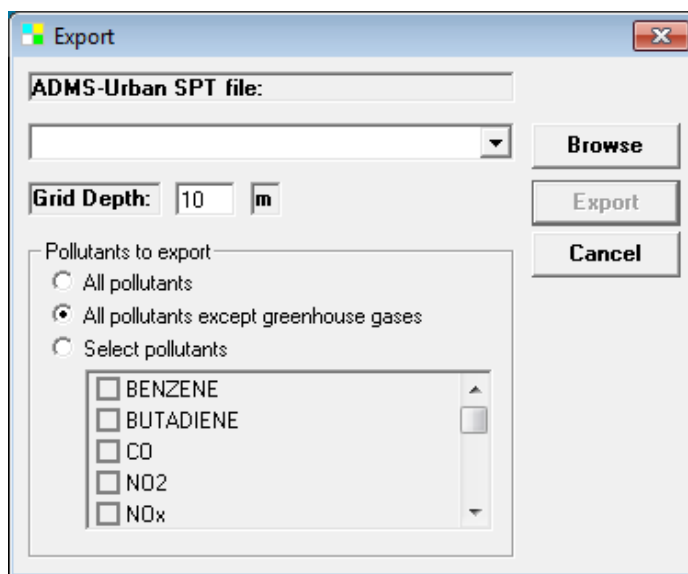 Export
ADMS-Urban SPT file:
Browse
Grid Depth: 10 m
Export
Cancel
Pollutants to export
All pollutants
All pollutants except greenhouse gases
Select pollutants
BENZENE
BUTADIENE
CO
NO2
NOx